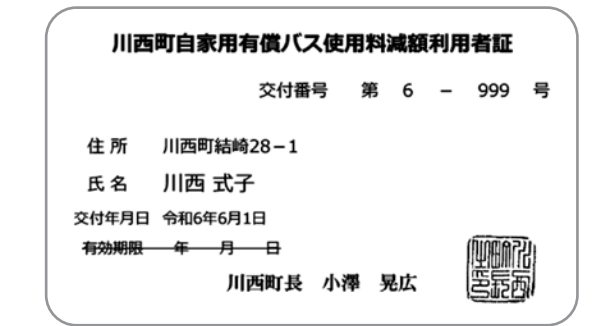 川西町自家用有償バス使用料減額利用者証
交付番号 第 6 － 999 号
住所 川西町結崎28－1
氏名 川西 式子
交付年月日 令和6年6月1日
有効期限 年 月 日
川西町長 小澤 晃広